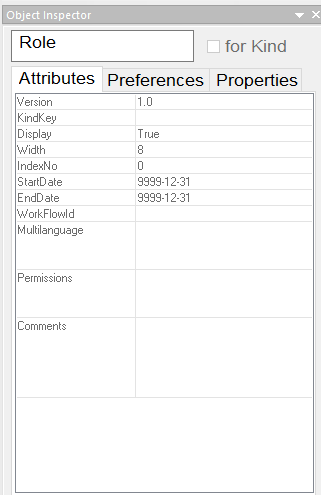 Object Inspector
Role
for Kind
Attributes Preferences Properties
Version 1.0
KindKey
Display True
Width 8
IndexNo 0
StartDate 9999-12-31
EndDate 9999-12-31
WorkFlowId
Multilanguage
Permissions
Comments